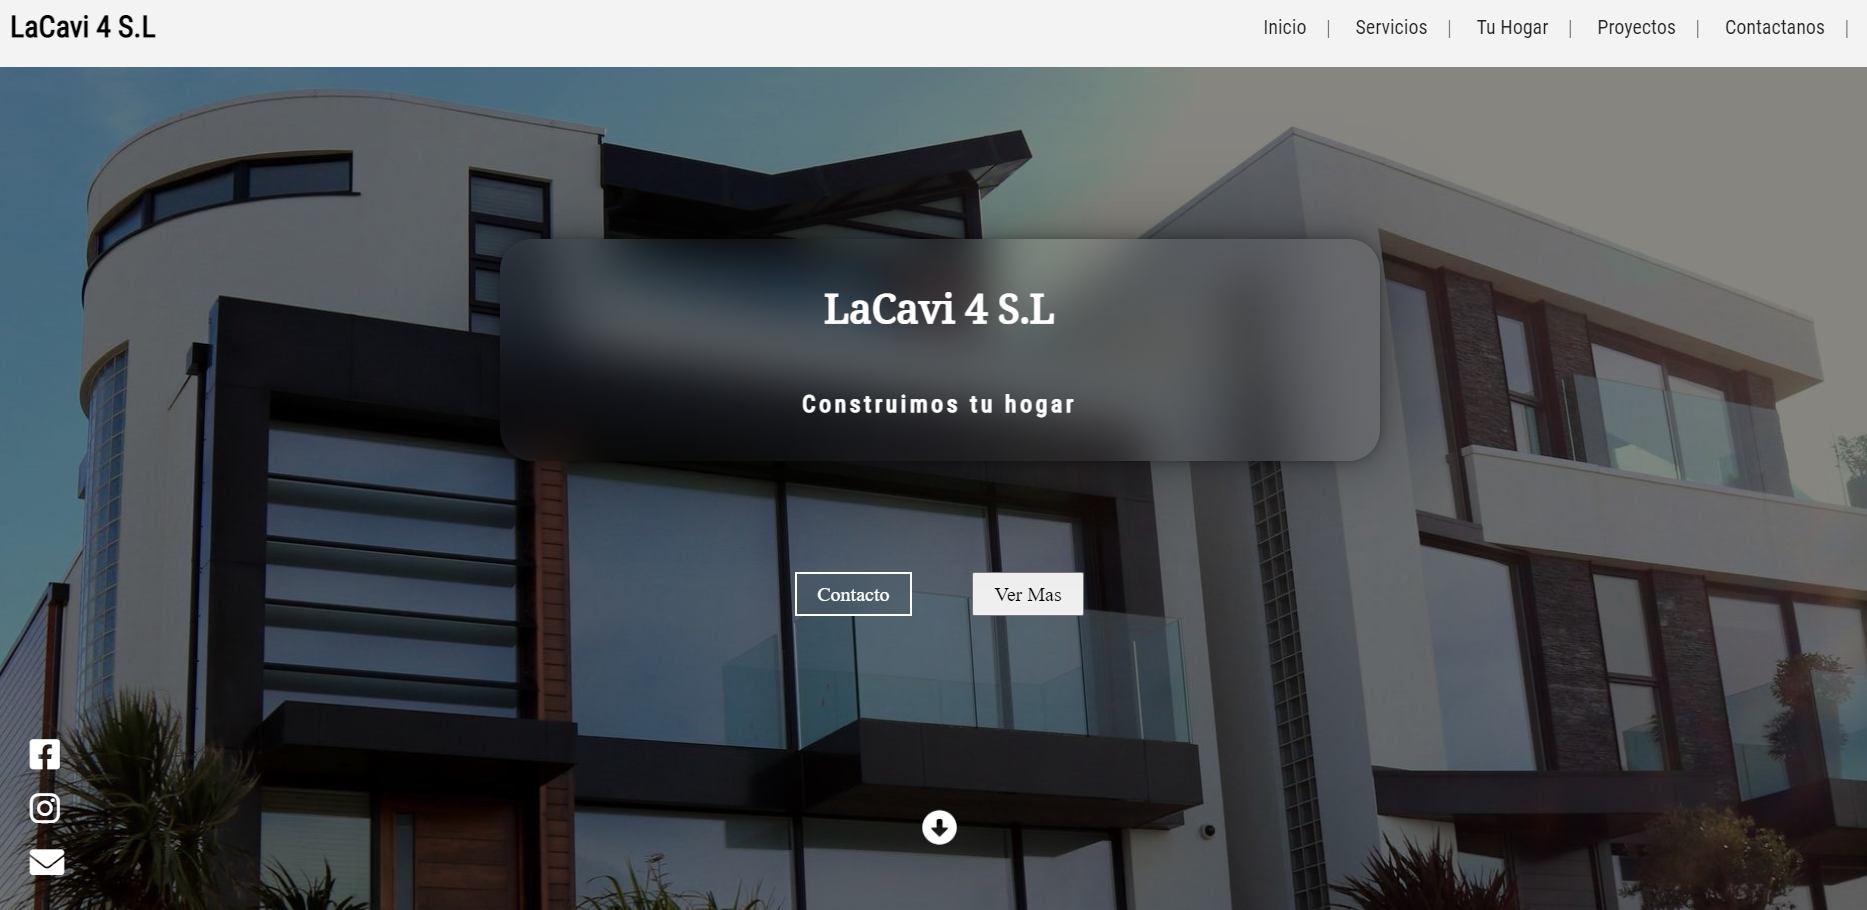 LaCavi 4 S.L
Inicio | Servicios | Tu Hogar | Proyectos | Contactanos |
LaCavi 4 S.L
Construimos tu hogar
Contacto
Ver Mas